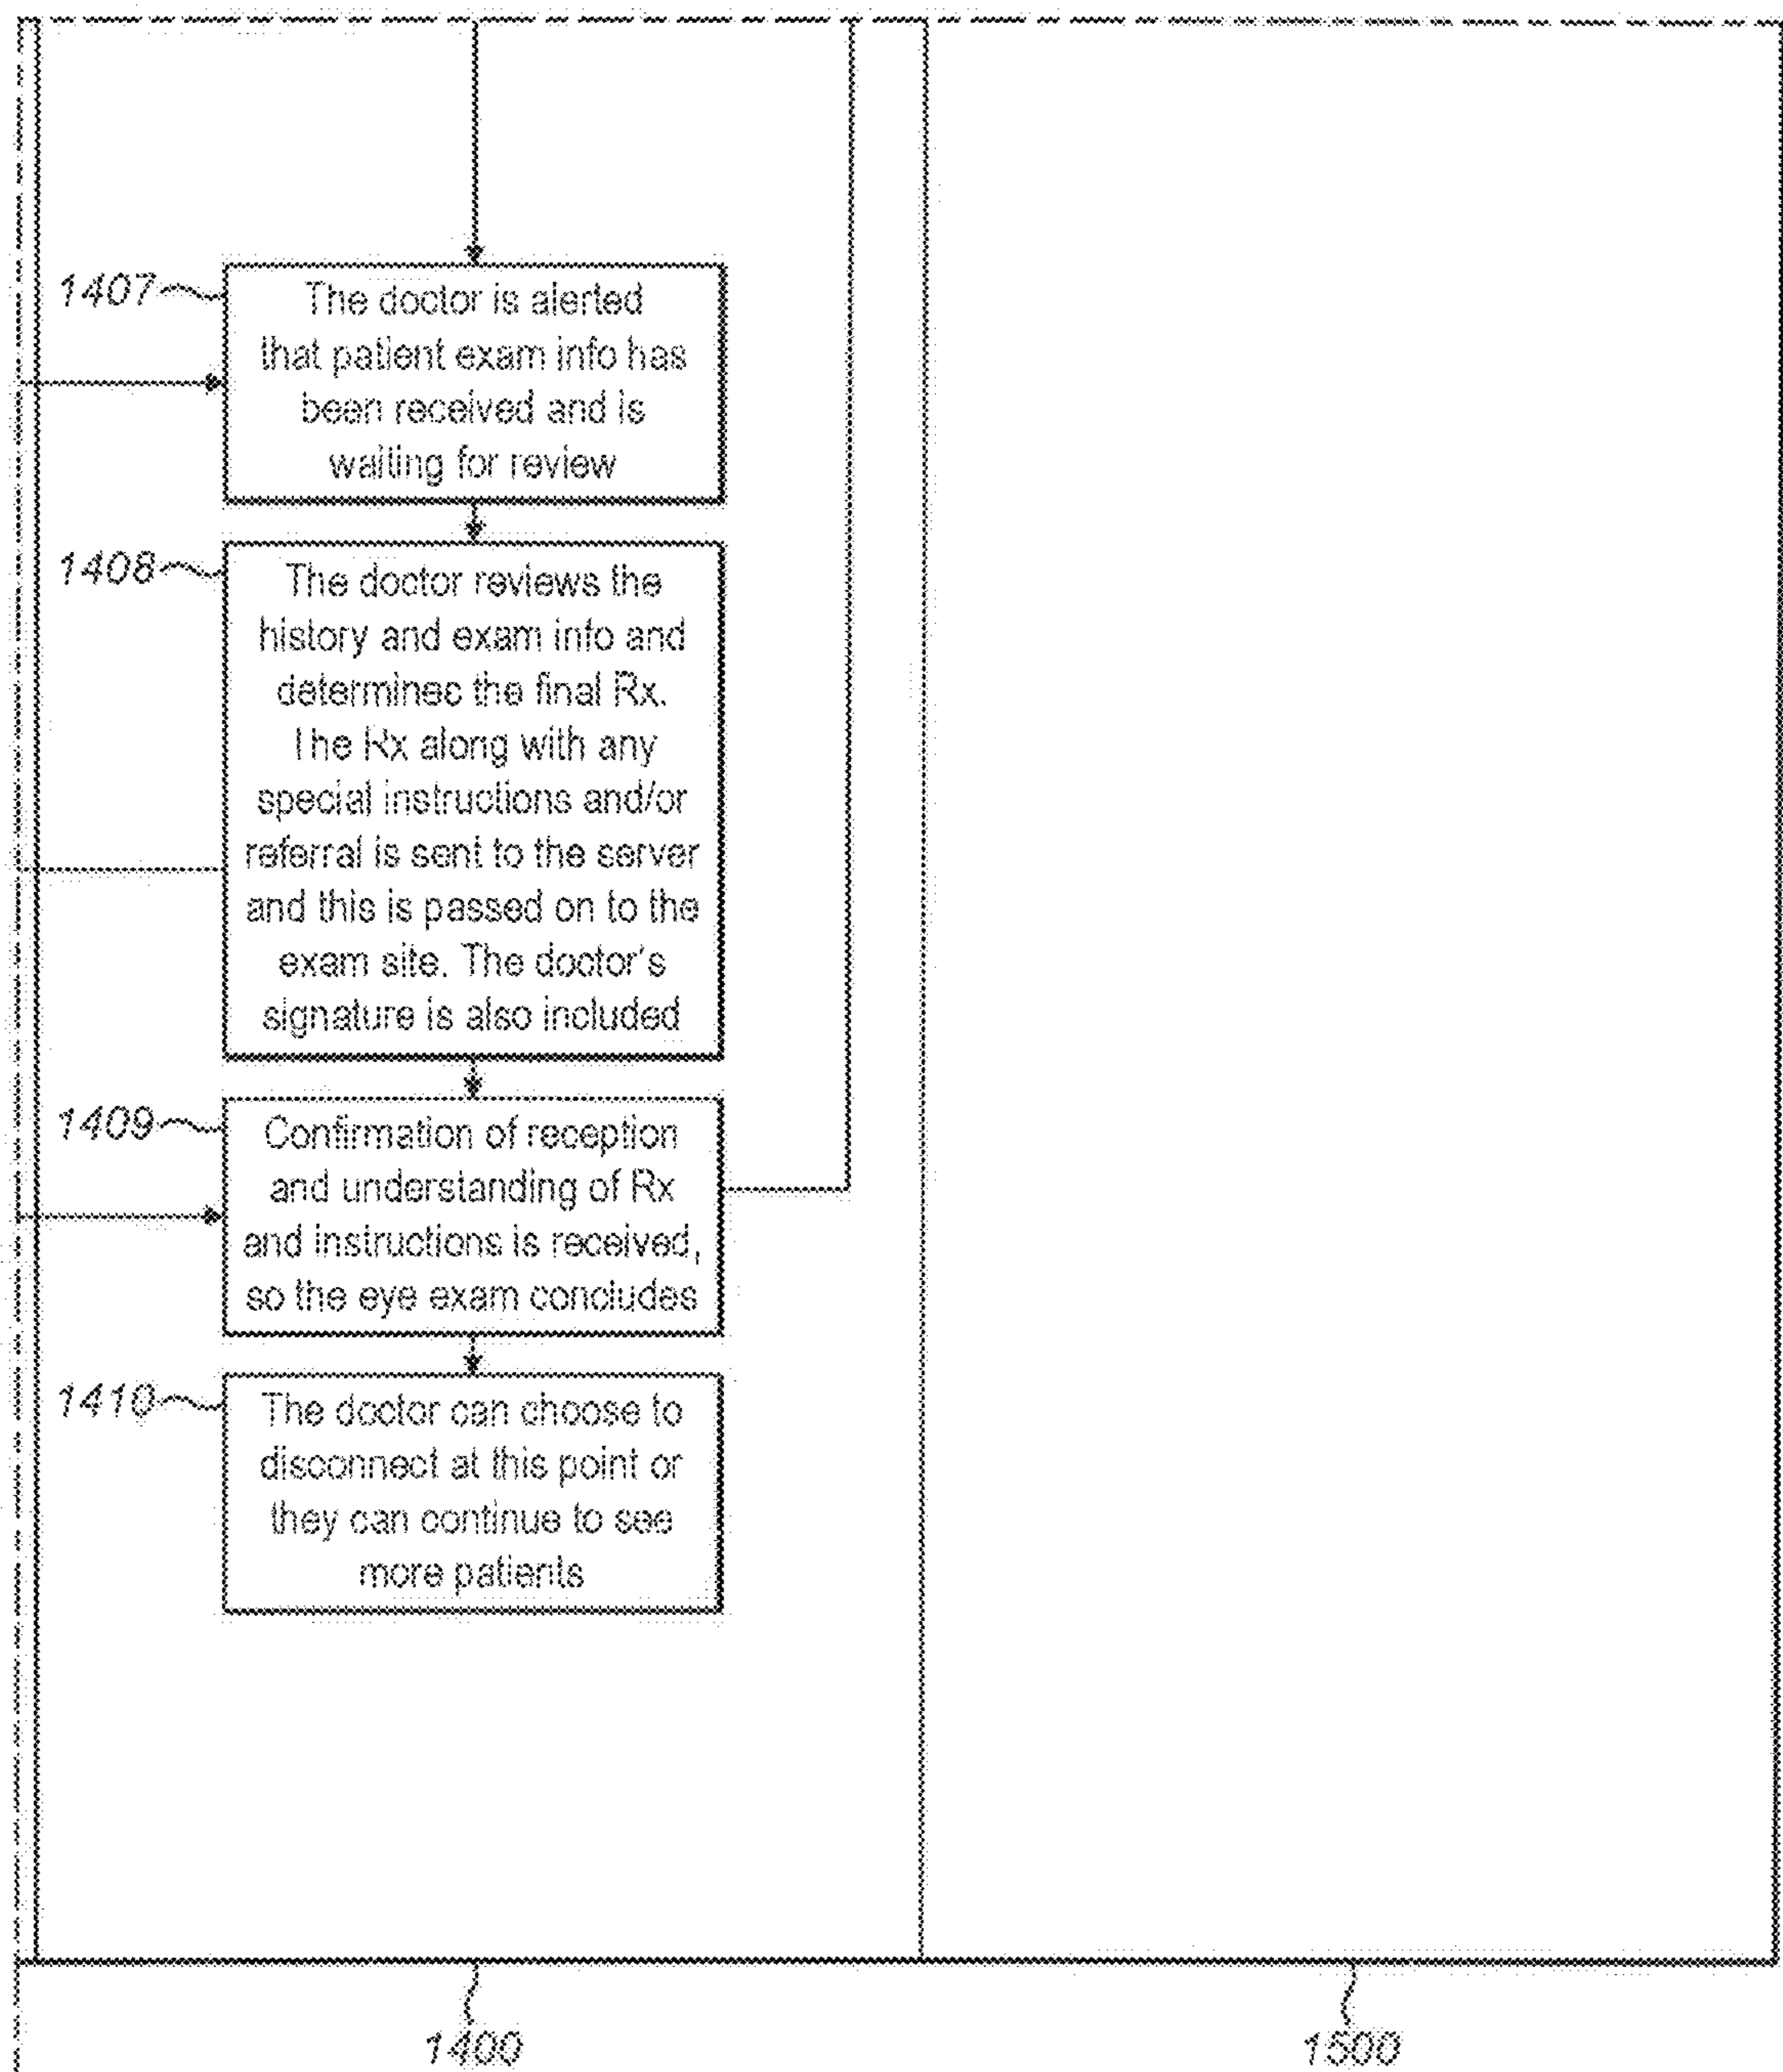 1407
The doctor is alerted
that patient exam info has
been received and is
waiting for review
1408
The doctor reviews the
history and exam info and
determines the final Rx.
The Rx along with any
special instructions and/or
referral is sent to the server
and this is passed on to the
exam site. The doctor's
signature is also included
1409
Confirmation of reception
and understanding of Rx
and instructions is received,
so the eye exam concludes
1410
The doctor can choose to
disconnect at this point or
they can continue to see
more patients
1400
1500